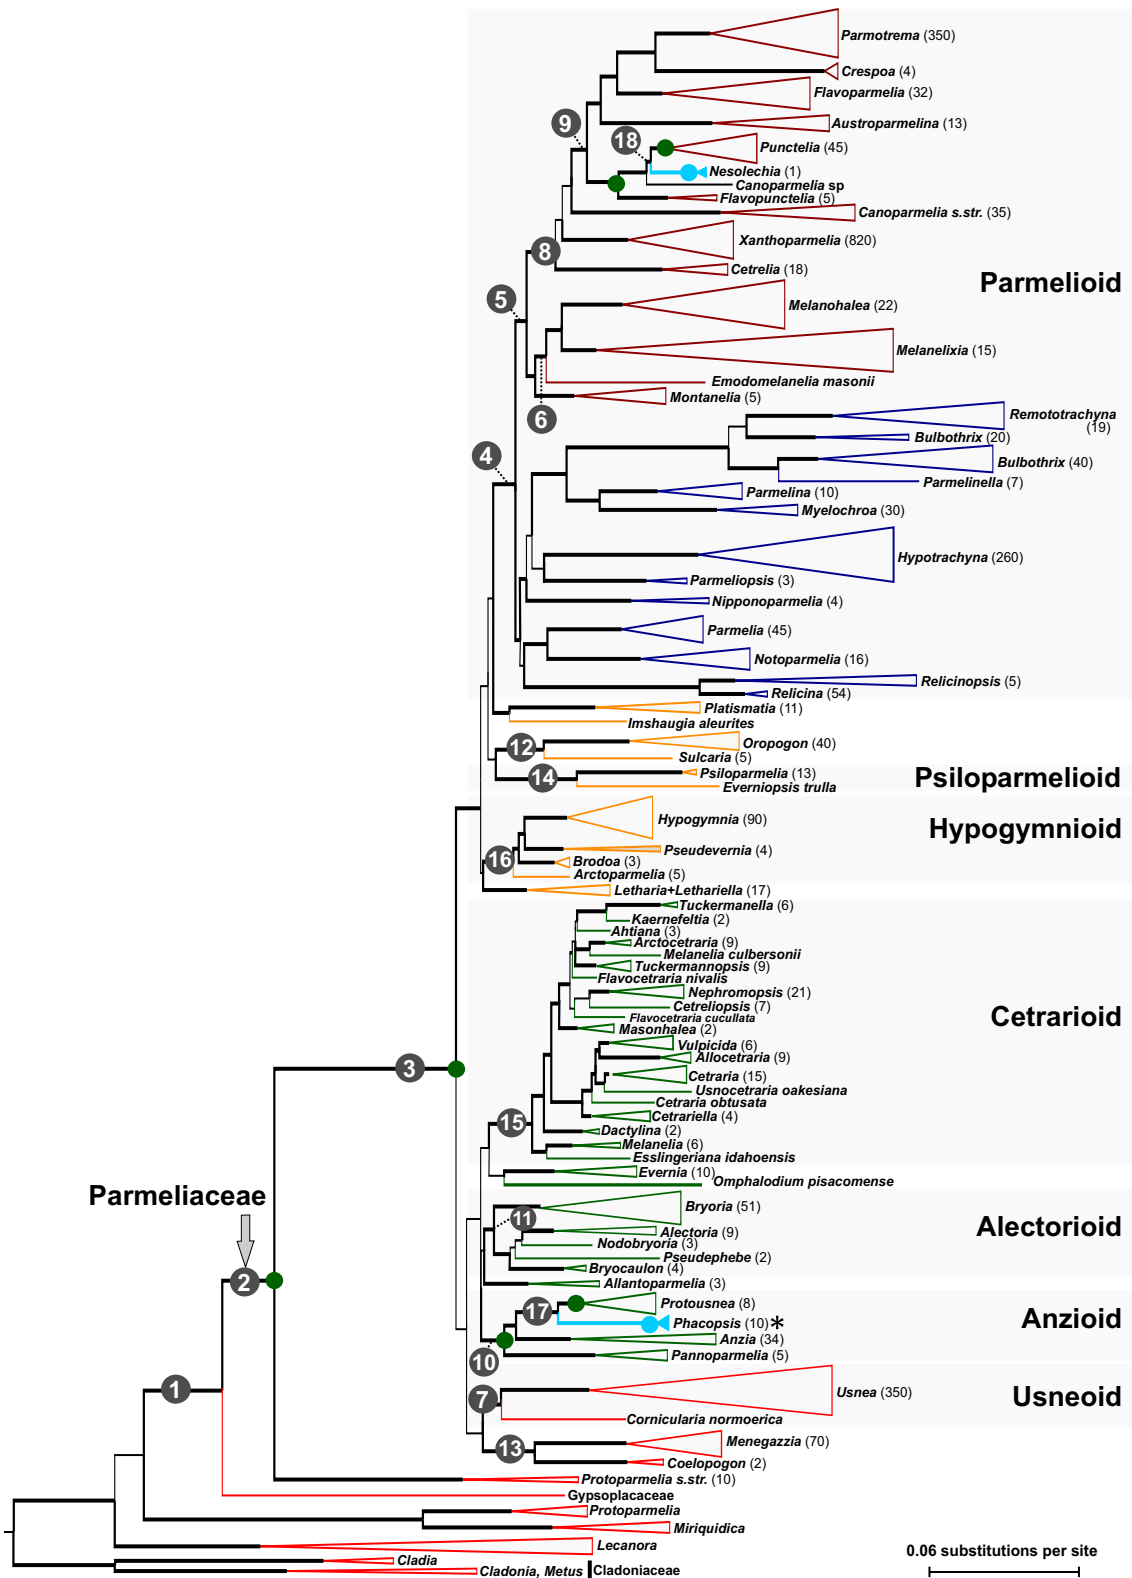 Parmotrema (350)
Crespoa (4)
Flavoparmelia (32)
9
Austroparmelina (13)
18
Punctelia (45)
Nesolechia (1)
Canoparmelia sp
Flavopunctelia (5)
Canoparmelia s.str. (35)
8
Xanthoparmelia (820)
Cetrelia (18)
Parmelioid
5
Melanohalea (22)
Melanelixia (15)
Emodomelanelia masonii
6
Montanelia (5)
Remototrachyna
(19)
Bulbothrix (20)
4
Bulbothrix (40)
Parmelinella (7)
Parmelina (10)
Myelochroa (30)
Hypotrachyna (260)
Parmeliopsis (3)
Nipponoparmelia (4)
Parmelia (45)
Notoparmelia (16)
Relicinopsis (5)
Relicina (54)
Platismatia (11)
Imshaugia aleurites
12
Oropogon (40)
Sulcaria (5)
14
Psiloparmelia (13)
Psiloparmelioid
Everniopsis trulla
Hypogymnia (90)
Hypogymnioid
Pseudevernia (4)
16
Brodoa (3)
Arctoparmelia (5)
Letharia+Lethariella (17)
Tuckermanella (6)
Kaernefeltia (2)
Ahtiana (3)
Arctocetraria (9)
Melanelia culbersonii
Tuckermannopsis (9)
Flavocetraria nivalis
Nephromopsis (21)
Cetreliopsis (7)
Flavocetraria cucullata
Cetrarioid
Masonhalea (2)
Vulpicida (6)
Allocetraria (9)
3
Cetraria (15)
Usnocetraria oakesiana
Cetraria obtusata
Cetrariella (4)
15
Dactylina (2)
Melanelia (6)
Esslingeriana idahoensis
Evernia (10)
Omphalodium pisacomense
Parmeliaceae
Bryoria (51)
11
Alectorioid
Alectoria (9)
Nodobryoria (3)
Pseudephebe (2)
Bryocaulon (4)
2
Allantoparmelia (3)
17
Protousnea (8)
Phacopsis (10)*
Anzioid
Anzia (34)
10
Pannoparmelia (5)
1
7
Usnea (350)
Usneoid
Cornicularia normoerica
13
Menegazzia (70)
Coelopogon (2)
Protoparmelia s.str. (10)
Gypsoplacaceae
Protoparmelia
Miriquidica
Lecanora
0.06 substitutions per site
Cladia
Cladonia, Metus
Cladoniaceae